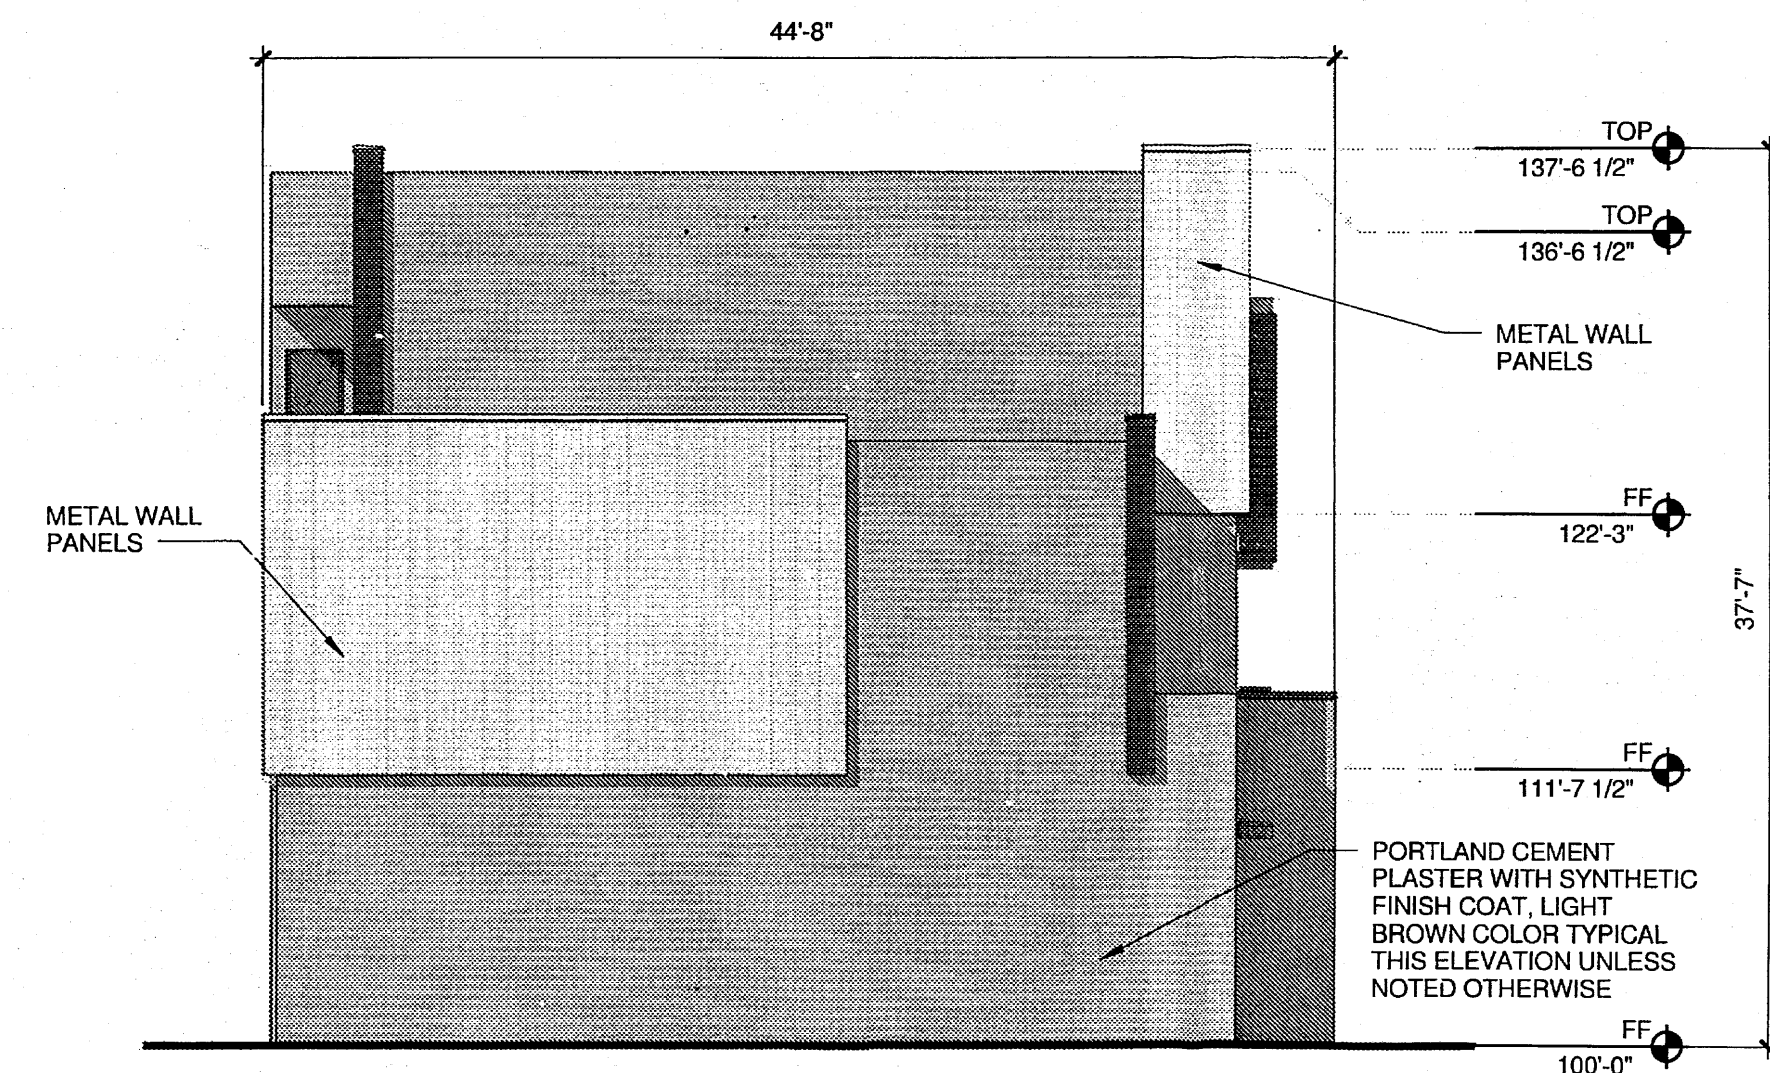 44'-8"
TOP
137'-6 1/2"
TOP
136'-6 1/2"
METAL WALL
PANELS
FF
122'-3"
METAL WALL
PANELS
37'-7"
FF
111'-7 1/2"
PORTLAND CEMENT
PLASTER WITH SYNTHETIC
FINISH COAT, LIGHT
BROWN COLOR TYPICAL
THIS ELEVATION UNLESS
NOTED OTHERWISE
FF
100'-0"